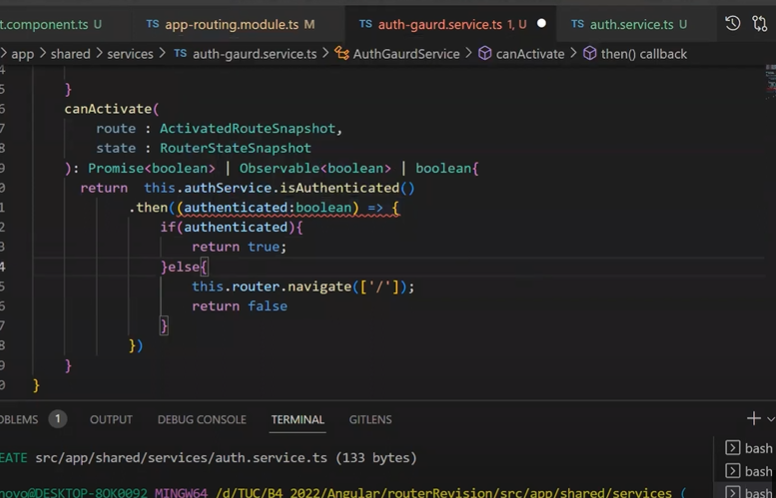 t.component.ts U TS app-routing.module.ts M TS auth-gaurd.service.ts 1, U TS auth.service.ts U
> app > shared > services > TS auth-gaurd.service.ts > AuthGaurdService > canActivate > then() callback
4
5 }
6 canActivate(
7 route : ActivatedRouteSnapshot,
8 state : RouterStateSnapshot
9 ): Promise<boolean> | Observable<boolean> | boolean{
0 return this.authService.isAuthenticated()
1 .then((authenticated:boolean) => {
2 if(authenticated){
3 return true;
4 }else{
5 this.router.navigate(['/']);
6 return false
7 }
8 })
9 }
0 }
OBLEMS 1 OUTPUT DEBUG CONSOLE TERMINAL GITLENS
EATE src/app/shared/services/auth.service.ts (133 bytes)
bash
bash
novo@DESKTOP-8OK0092 MINGW64 /d/TUC/B4_2022/Angular/routerRevision/src/app/shared/services (
bash